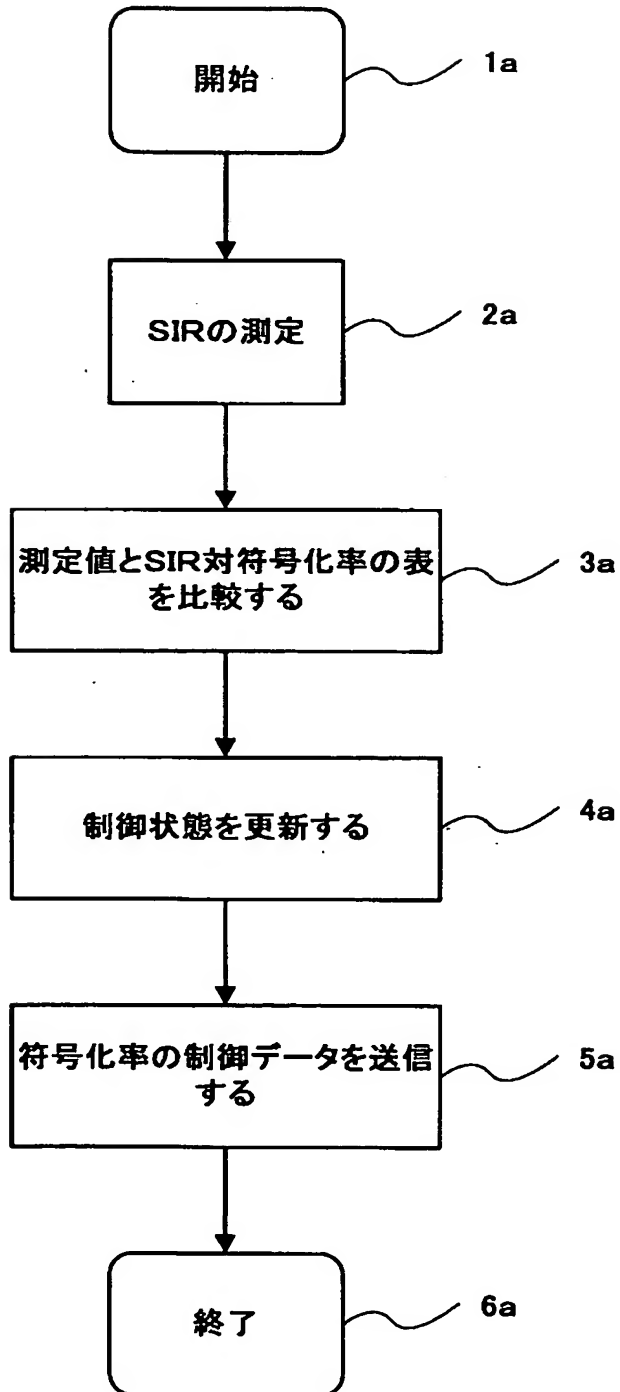 開始
1a
SIRの測定
2a
測定値とSIR対符号化率の表
を比較する
3a
制御状態を更新する
4a
符号化率の制御データを送信
する
5a
終了
6a